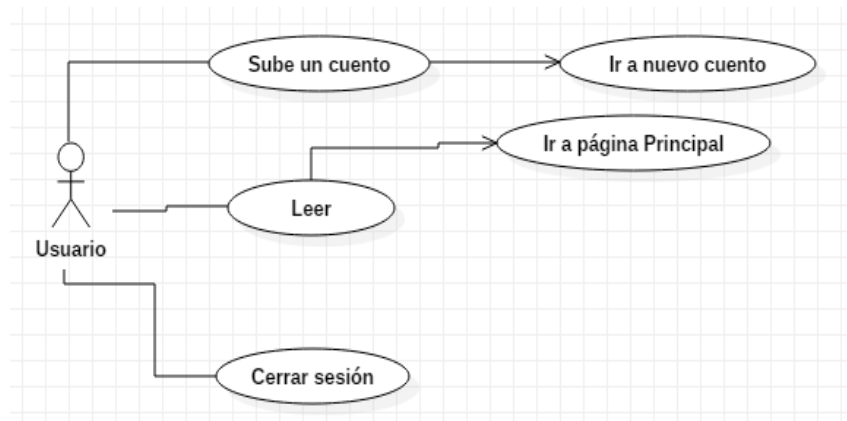 Sube un cuento
Ir a nuevo cuento
Ir a página Principal
Leer
Usuario
Cerrar sesión